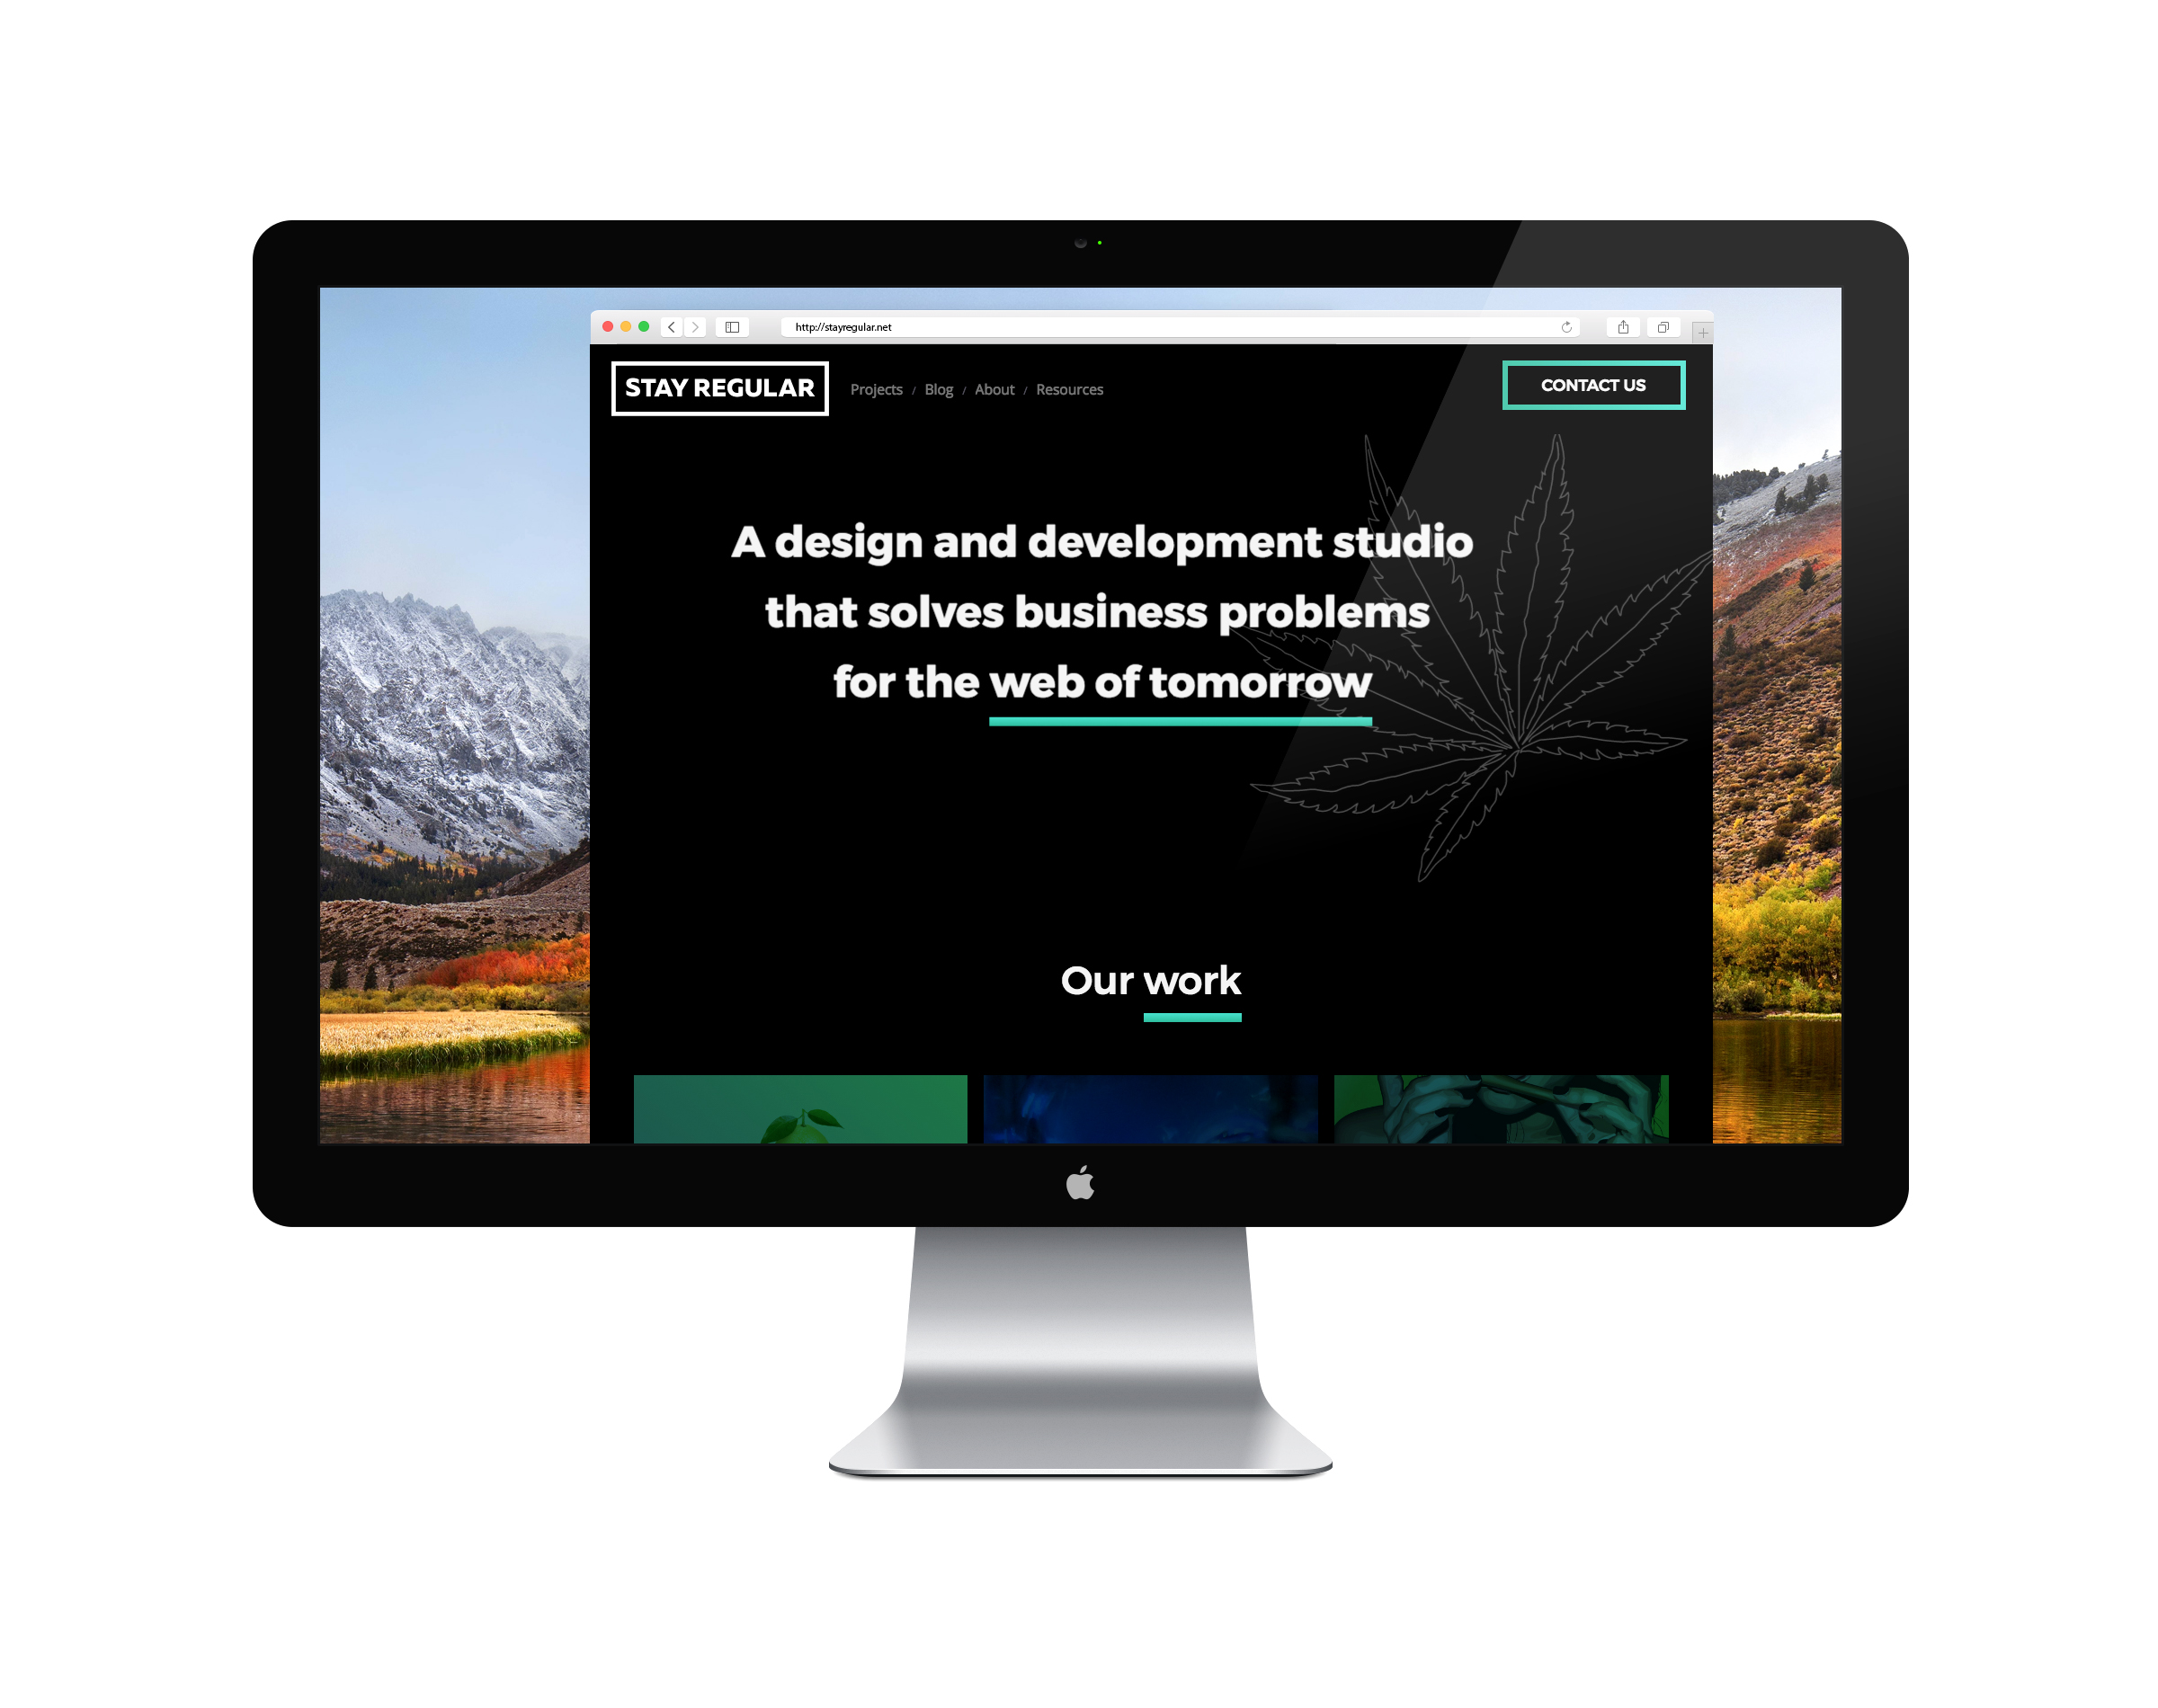 http://stayregular.net
STAY REGULAR
Projects / Blog / About / Resources
CONTACT US
A design and development studio
that solves business problems
for the web of tomorrow
Our work